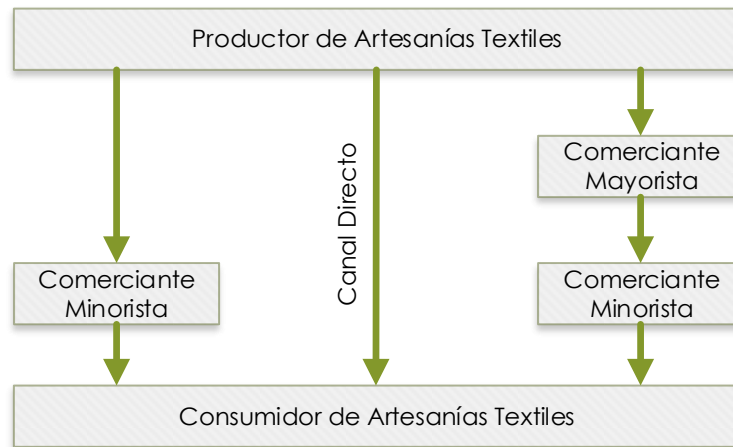 Productor de Artesanías Textiles
Canal Directo
Comerciante
Mayorista
Comerciante
Minorista
Comerciante
Minorista
Consumidor de Artesanías Textiles